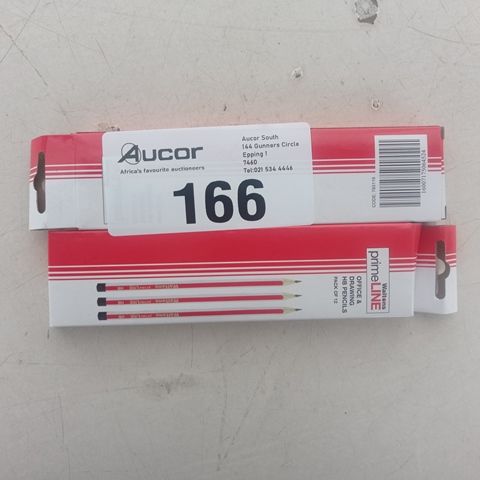 Aucor
Africa's favourite auctioneers
Aucor South
144 Gunners Circle
Epping 1
7460
Tel:021 534 4446
166
Waltons
primeLINE
OFFICE &
DRAWING
HB PENCILS
PACK OF 12